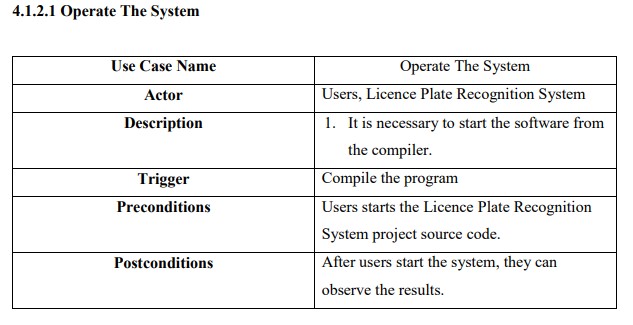 4.1.2.1 Operate The System
Use Case Name Operate The System
Actor Users, Licence Plate Recognition System
Description 1. It is necessary to start the software from
the compiler.
Trigger Compile the program
Preconditions Users starts the Licence Plate Recognition
System project source code.
Postconditions After users start the system, they can
observe the results.